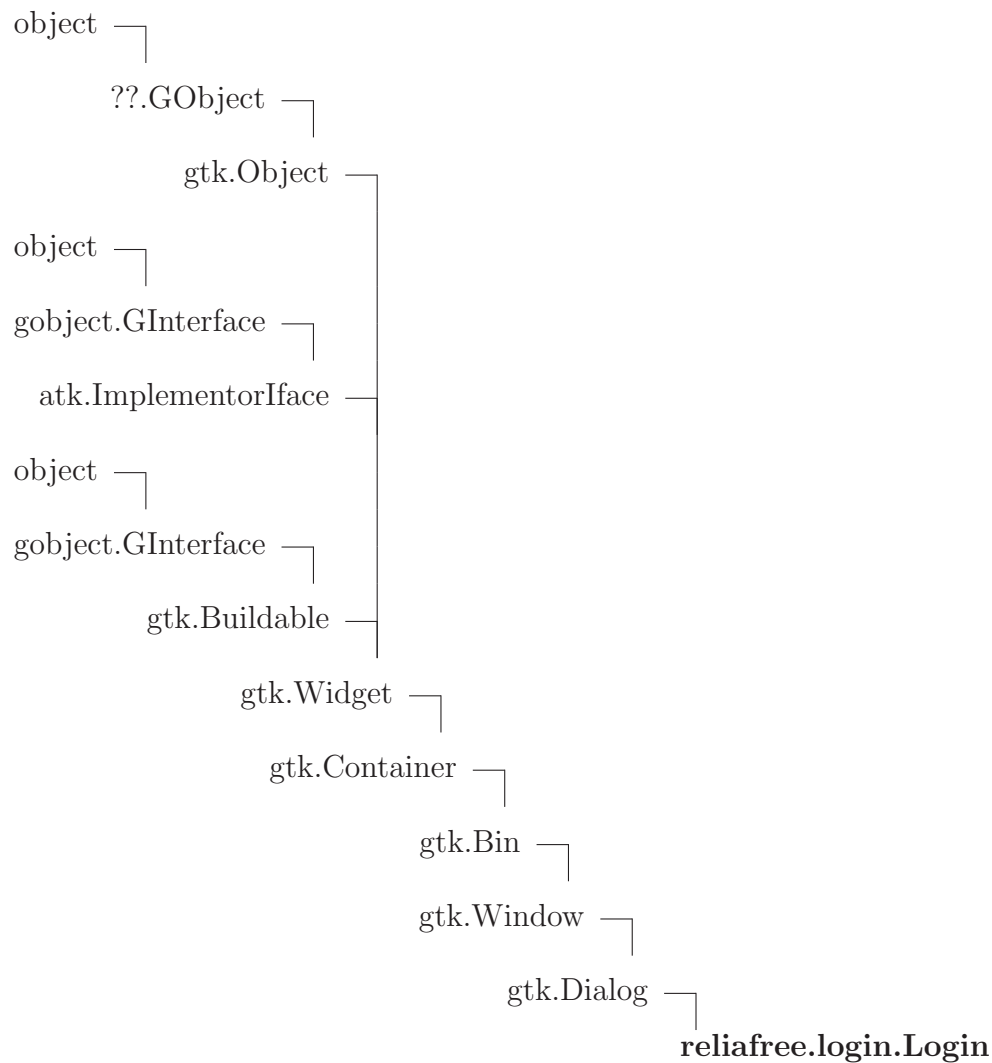 object
??.GObject
gtk.Object
object
gobject.GInterface
atk.ImplementorIface
object
gobject.GInterface
gtk.Buildable
gtk.Widget
gtk.Container
gtk.Bin
gtk.Window
gtk.Dialog
reliafree.login.Login